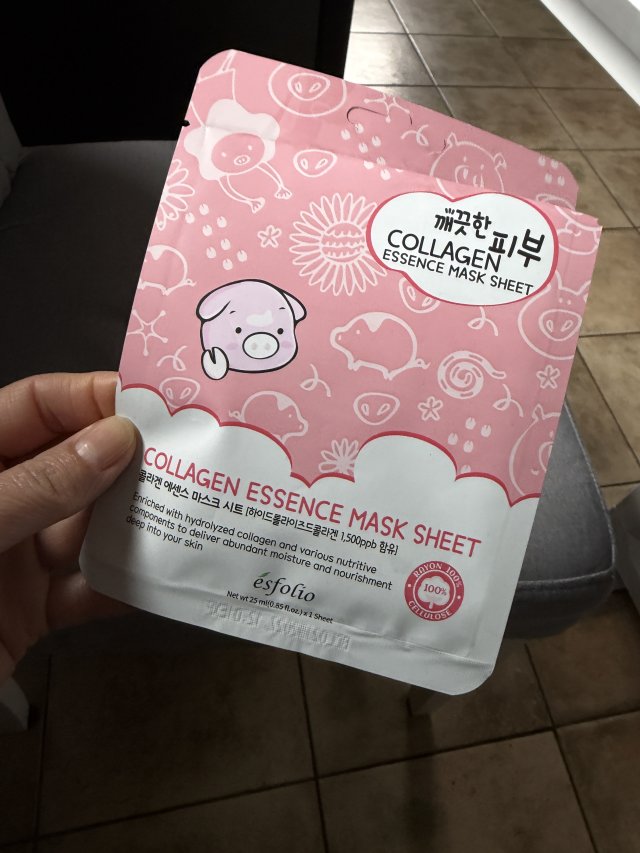 깨끗한 피부
COLLAGEN
ESSENCE MASK SHEET
COLLAGEN ESSENCE MASK SHEET
콜라겐 에센스 마스크 시트 [하이드롤라이즈드콜라겐 1,500ppb 함유]
Enriched with hydrolyzed collagen and various nutritive
components to deliver abundant moisture and nourishment
deep into your skin
esfolio
Net wt 25 ml(0.85 fl.oz.) x 1 Sheet
RAYON 100%
100%
CELLULOSE